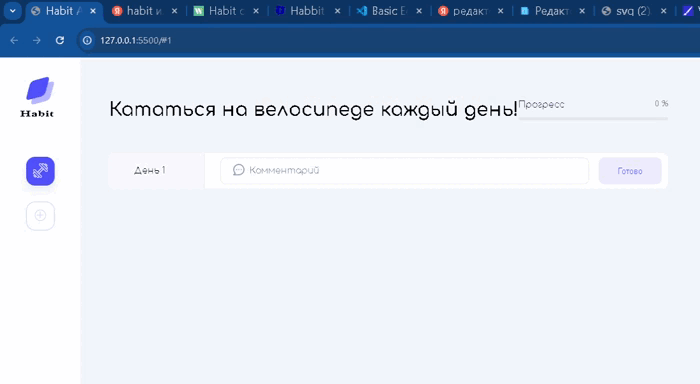 Habit A
habit и
Habit c
Habbit
Basic E
редакт
Редакт
svg (2)
127.0.0.1:5500/#1
Habit
Кататься на велосипеде каждый день!
Прогресс
0 %
День 1
Комментарий
Готово